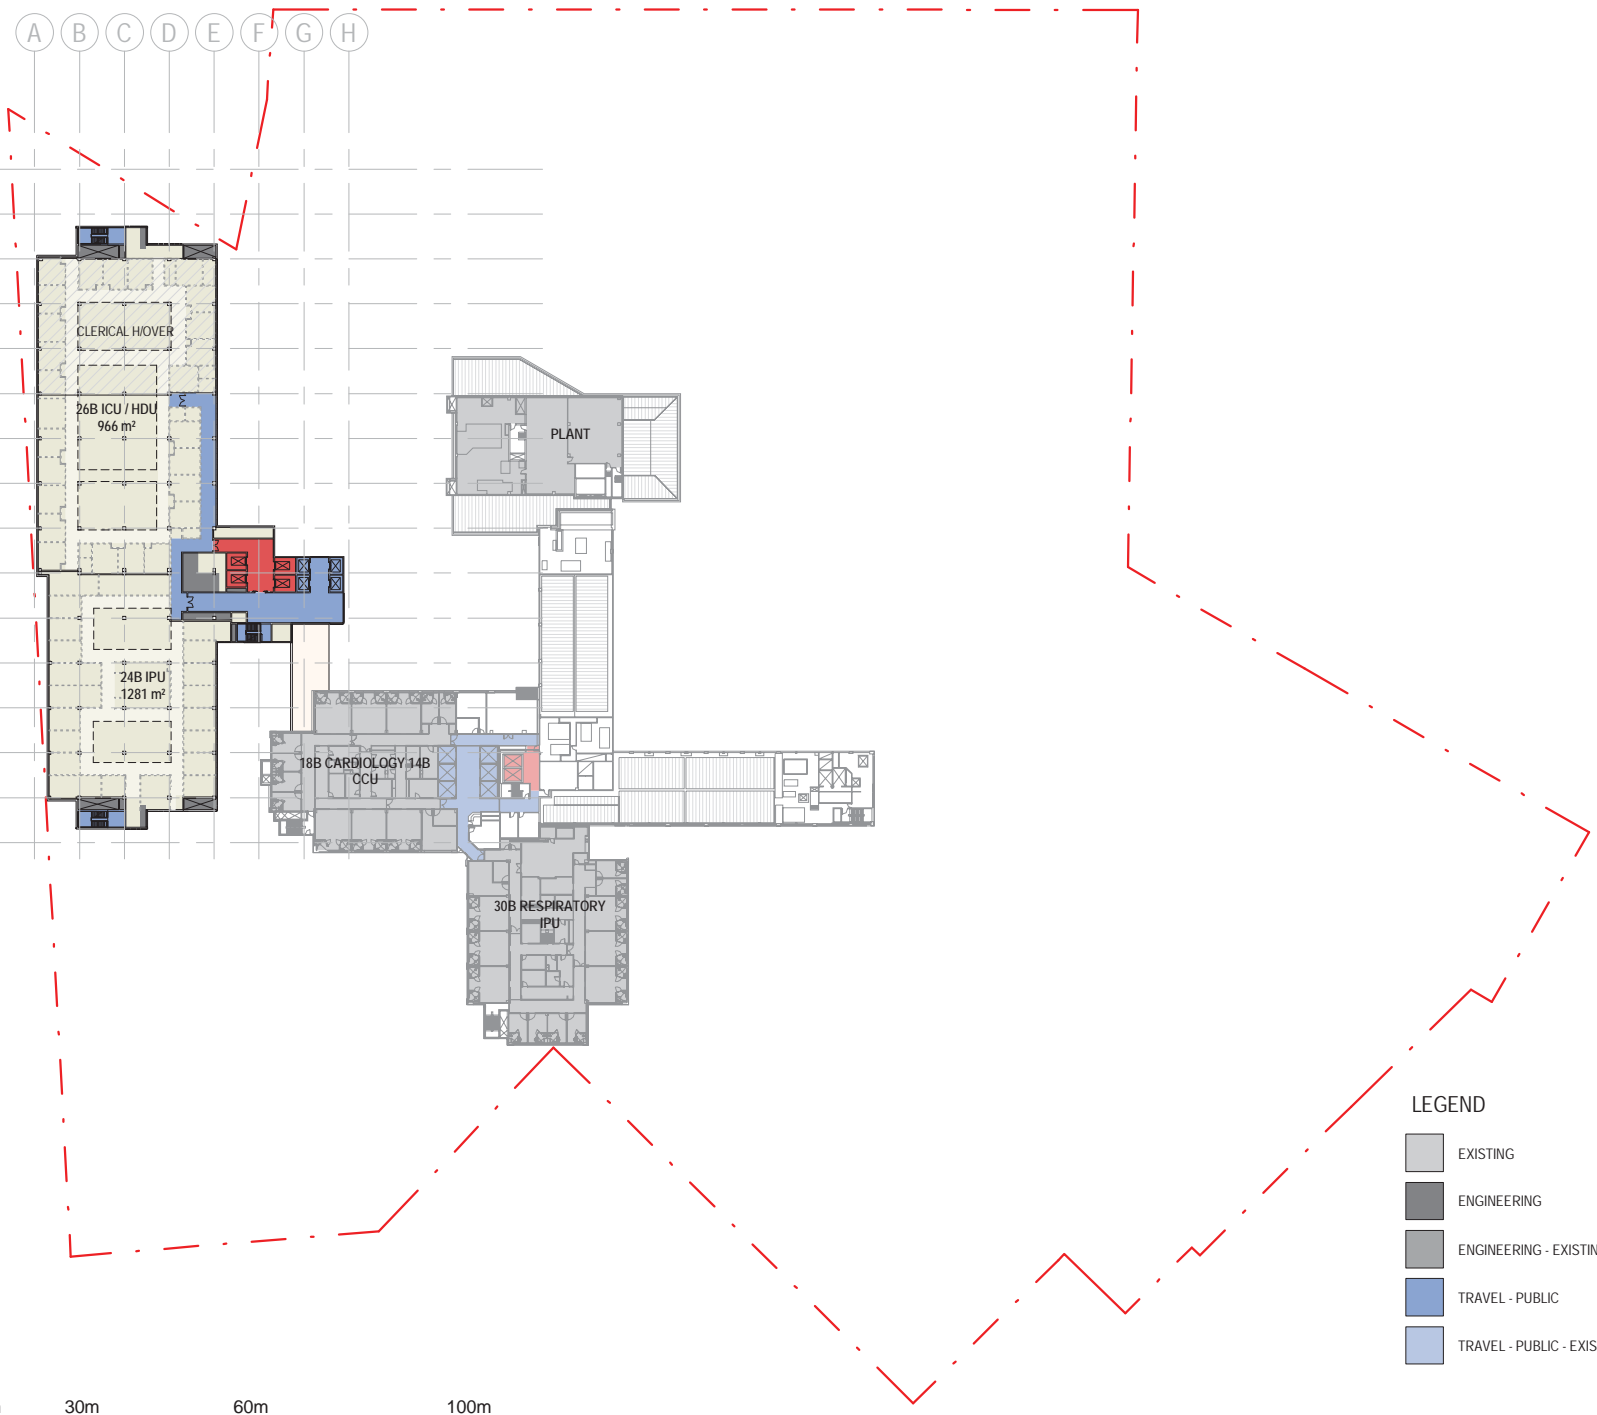 A B C D E F G H
CLERICAL H/OVER
26B ICU / HDU
966 m²
PLANT
24B IPU
1281 m²
18B CARDIOLOGY 14B
CCU
30B RESPIRATORY
IPU
LEGEND
EXISTING
ENGINEERING
ENGINEERING - EXISTIN
TRAVEL - PUBLIC
TRAVEL - PUBLIC - EXIS
30m 60m 100m